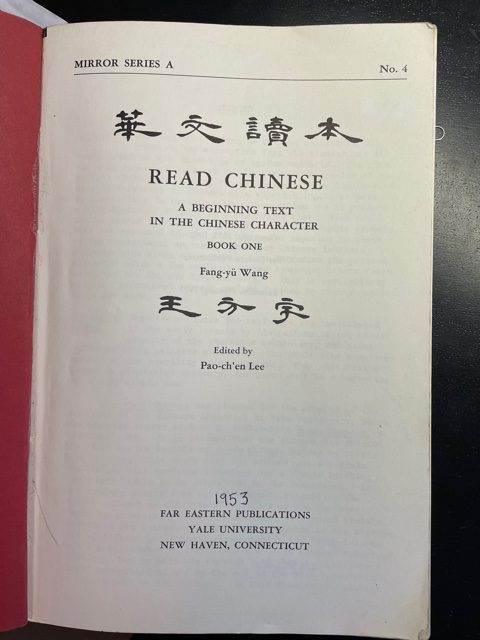 MIRROR SERIES A
No. 4
華文讀本
READ CHINESE
A BEGINNING TEXT
IN THE CHINESE CHARACTER
BOOK ONE
Fang-yü Wang
王方宇
Edited by
Pao-ch'en Lee
1953
FAR EASTERN PUBLICATIONS
YALE UNIVERSITY
NEW HAVEN, CONNECTICUT